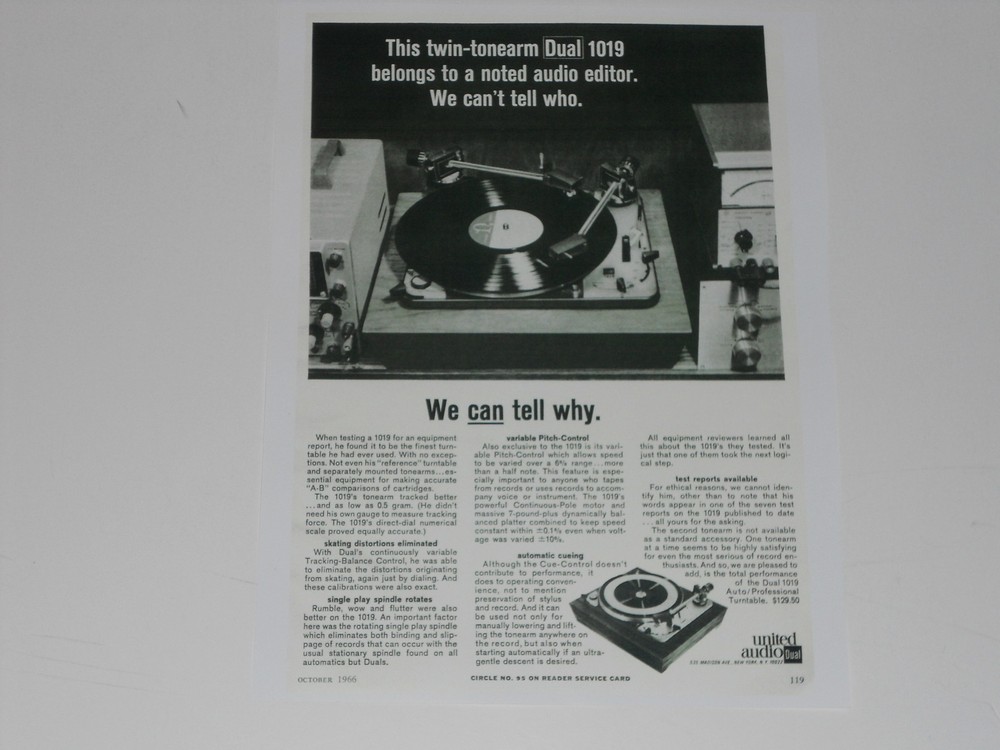 This twin-tonearm Dual 1019
belongs to a noted audio editor.
We can't tell who.
We can tell why.
When testing a 1019 for an equipment
report, he found it to be the finest turn-
table he had ever used. With no excep-
tions. Not even his "reference" turntable
and separately mounted tonearms...es-
sential equipment for making accurate
"A-B" comparisons of cartridges.
The 1019's tonearm tracked better
...and as low as 0.5 gram. (He didn't
need his own gauge to measure tracking
force. The 1019's direct-dial numerical
scale proved equally accurate.)
skating distortions eliminated
With Dual's continuously variable
Tracking-Balance Control, he was able
to eliminate the distortions originating
from skating, again just by dialing. And
these calibrations were also exact.
single play spindle rotates
Rumble, wow and flutter were also
better on the 1019. An important factor
here was the rotating single play spindle
which eliminates both binding and slip-
page of records that can occur with the
usual stationary spindle found on all
automatics but Duals.
variable Pitch-Control
Also exclusive to the 1019 is its vari-
able Pitch-Control which allows speed
to be varied over a 6% range...more
than a half note. This feature is espe-
cially important to anyone who tapes
from records or uses records to accom-
pany voice or instrument. The 1019's
powerful Continuous-Pole motor and
massive 7-pound-plus dynamically bal-
anced platter combined to keep speed
constant within ±0.1% even when volt-
age was varied ±10%.
automatic cueing
Although the Cue-Control doesn't
contribute to performance, it
does to operating conven-
ience, not to mention
preservation of stylus
and record. And it can
be used not only for
manually lowering and lift-
ing the tonearm anywhere on
the record, but also when
starting automatically if an ultra-
gentle descent is desired.
All equipment reviewers learned all
this about the 1019's they tested. It's
just that one of them took the next logi-
cal step.
test reports available
For ethical reasons, we cannot iden-
tify him, other than to note that his
words appear in one of the seven test
reports on the 1019 published to date
...all yours for the asking.
The second tonearm is not available
as a standard accessory. One tonearm
at a time seems to be highly satisfying
for even the most serious of record en-
thusiasts. And so, we are pleased to
add, is the total performance
of the Dual 1019
Auto/Professional
Turntable. $129.50
united
audio Dual
535 MADISON AVE., NEW YORK, N.Y. 10022
OCTOBER 1966
CIRCLE NO. 95 ON READER SERVICE CARD
119